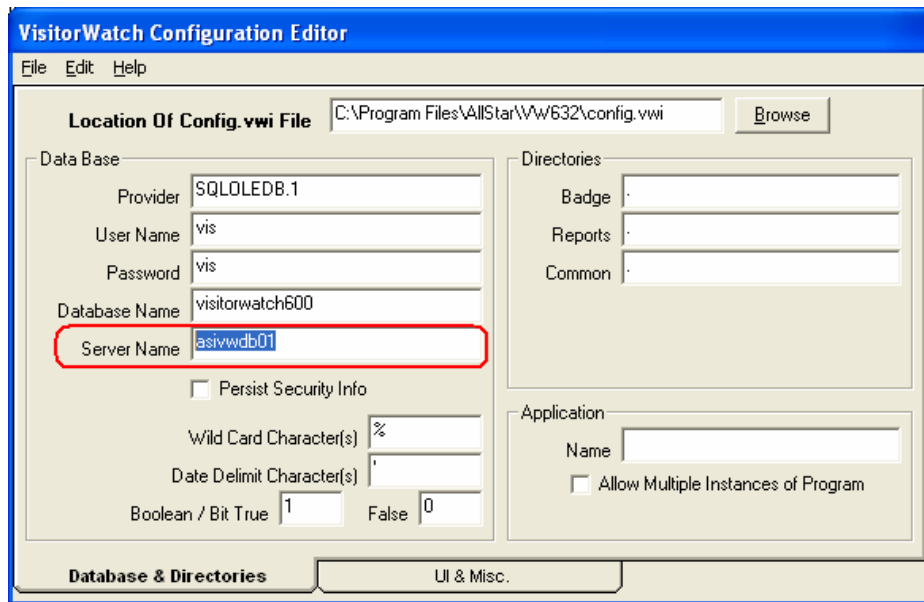 VisitorWatch Configuration Editor
File Edit Help
Location Of Config.vwi File C:\Program Files\AllStar\VW632\config.vwi Browse
Data Base
Provider SQLOLEDB.1
User Name vis
Password vis
Database Name visitorwatch600
Server Name asivwdb01
Persist Security Info
Wild Card Character(s) %
Date Delimit Character(s) '
Boolean / Bit True 1 False 0
Directories
Badge .
Reports .
Common .
Application
Name
Allow Multiple Instances of Program
Database & Directories UI & Misc.